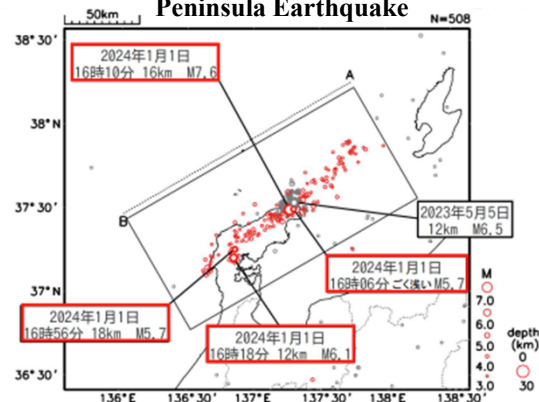 Peninsula Earthquake
50km
N=508
38°30′
2024年1月1日
16時10分 16km M7.6
A
38°N
37°30′
B
2023年5月5日
12km M6.5
2024年1月1日
16時06分 ごく浅い M5.7
37°N
2024年1月1日
16時56分 18km M5.7
2024年1月1日
16時18分 12km M6.1
M
7.0
6.0
5.0
4.0
3.0
depth
(km)
0
30
36°30′
136°E
136°30′
137°E
137°30′
138°E
138°30′